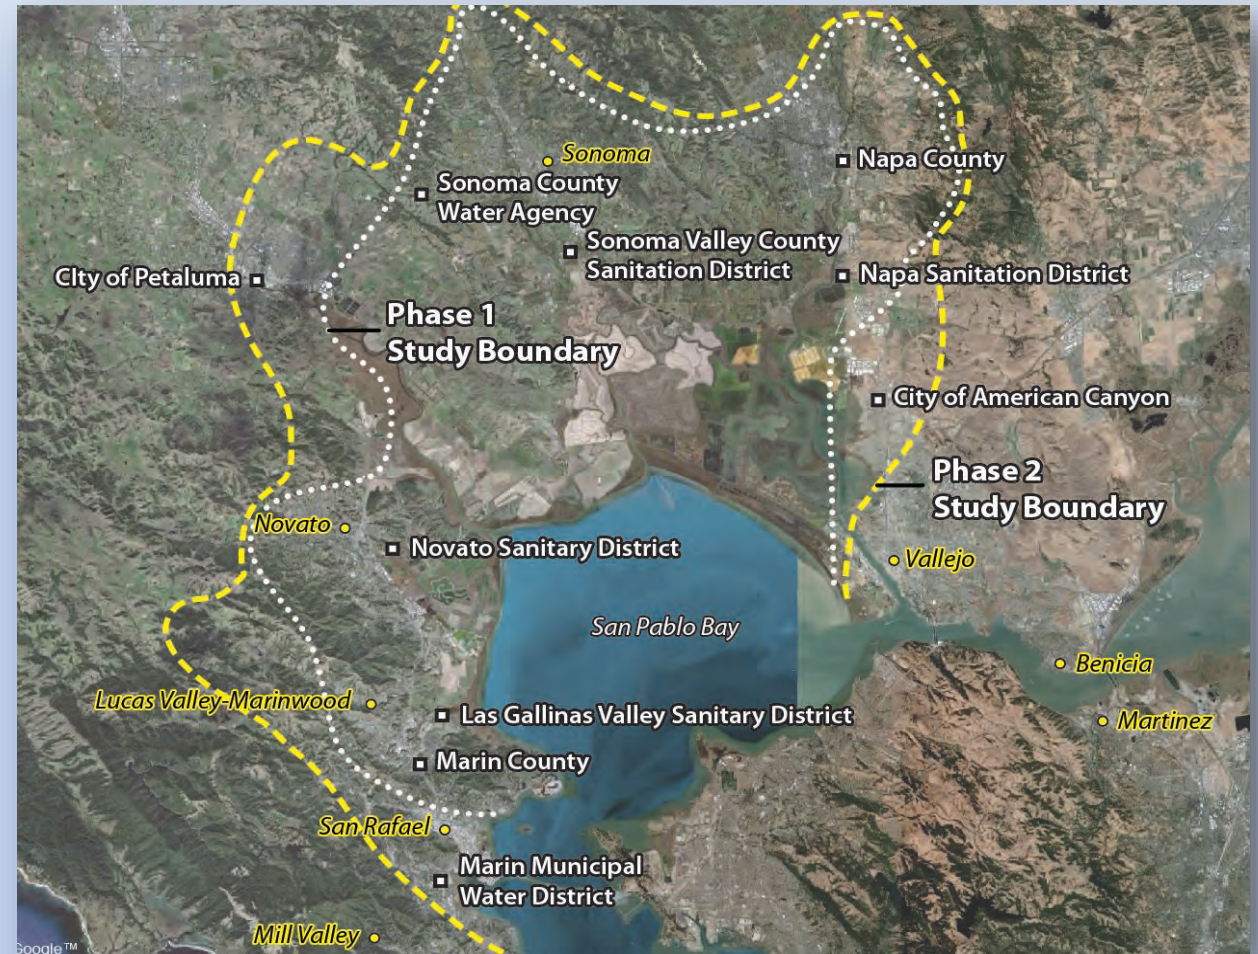 Sonoma
Napa County
Sonoma County
Water Agency
Sonoma Valley County
Sanitation District
CIty of Petaluma
Napa Sanitation District
Phase 1
Study Boundary
City of American Canyon
Phase 2
Study Boundary
Novato
Novato Sanitary District
Vallejo
San Pablo Bay
Benicia
Lucas Valley-Marinwood
Las Gallinas Valley Sanitary District
Martinez
Marin County
San Rafael
Marin Municipal
Water District
Mill Valley
Google™